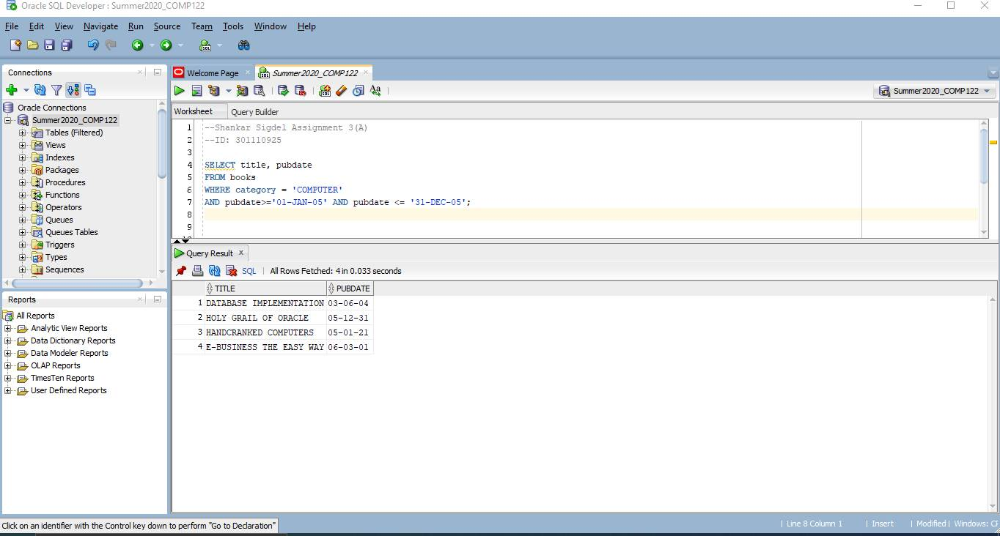 Oracle SQL Developer : Summer2020_COMP122
File Edit View Navigate Run Source Team Tools Window Help
Connections
Oracle Connections
Summer2020_COMP122
Tables (Filtered)
Views
Indexes
Packages
Procedures
Functions
Operators
Queues
Queues Tables
Triggers
Types
Sequences
Reports
All Reports
Analytic View Reports
Data Dictionary Reports
Data Modeler Reports
OLAP Reports
TimesTen Reports
User Defined Reports
Welcome Page Summer2020_COMP122
Summer2020_COMP122
Worksheet Query Builder
1 --Shankar Sigdel Assignment 3(A)
2 --ID: 301110925
3
4 SELECT title, pubdate
5 FROM books
6 WHERE category = 'COMPUTER'
7 AND pubdate>='01-JAN-05' AND pubdate <= '31-DEC-05';
8
9
Query Result
SQL | All Rows Fetched: 4 in 0.033 seconds
TITLE PUBDATE
1 DATABASE IMPLEMENTATION 03-06-04
2 HOLY GRAIL OF ORACLE 05-12-31
3 HANDCRANKED COMPUTERS 05-01-21
4 E-BUSINESS THE EASY WAY 06-03-01
Click on an identifier with the Control key down to perform "Go to Declaration"
| Line 8 Column 1 | Insert | Modified | Windows: